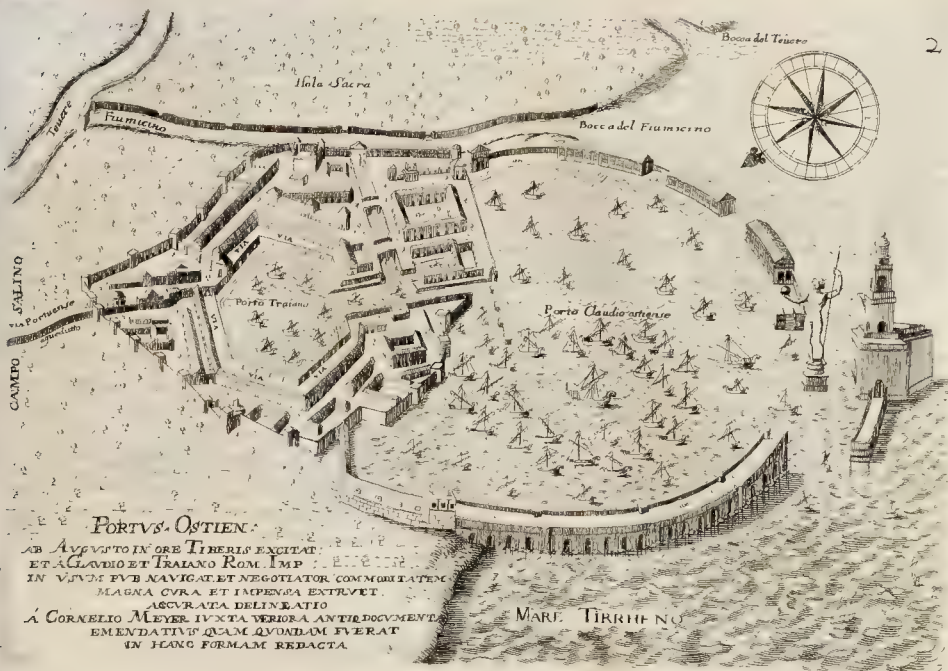 2
Bocca del Tevere
Isola Sacra
Tevere
Fiumicino
Bocca del Fiumicino
CAMPO SALINO
VIA
VIA
Via Portuense
aquedutto
Porto Traiano
VIA
VIA
Porto Claudio ostiense
PORTVS·OSTIEN:
AB AVGVSTO IN ORE TIBERIS EXCITAT:
ET Á CLAVDIO ET TRAIANO ROM. IMP
IN VSVM PVB NAVIGAT. ET NEGOTIATOR COMMODITATEM
MAGNA CVRA ET IMPENSA EXTRVCT.
ACCVRATA DELINEATIO
Á CORNELIO MEYER IVXTA VERIORA ANTIQ DOCVMENTA
EMENDATIVS QVAM QVONDAM FVERAT
IN HANC FORMAM REDACTA
MARE TIRRHENO